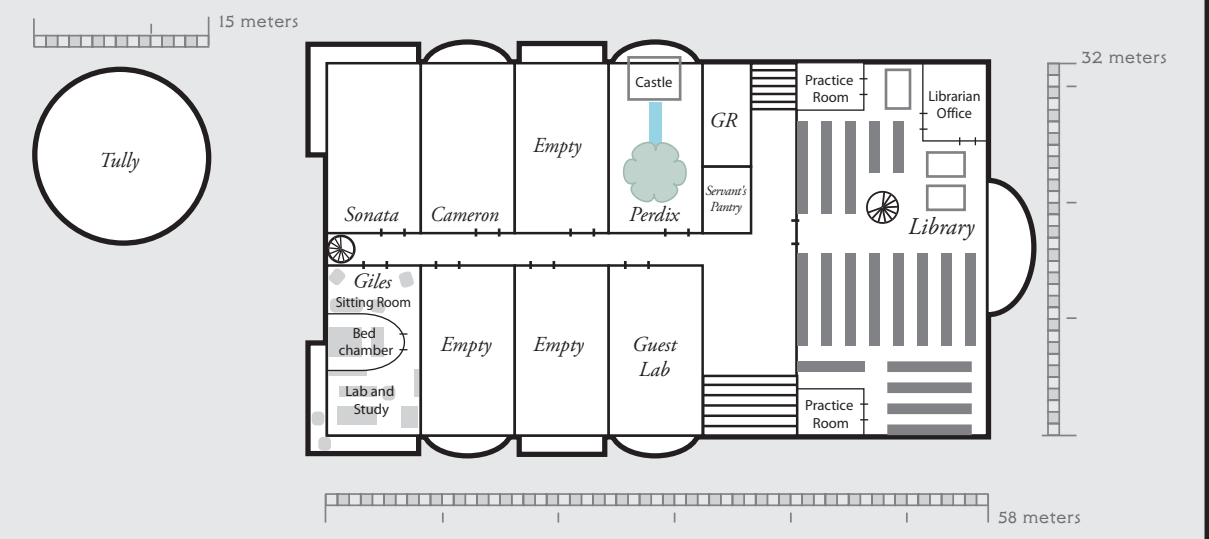 15 meters
32 meters
Tully
Castle
Practice
Room
Librarian
Office
GR
Empty
Servant's
Pantry
Sonata
Cameron
Perdix
Library
Giles
Sitting Room
Bed
chamber
Empty
Empty
Guest
Lab
Lab and
Study
Practice
Room
58 meters